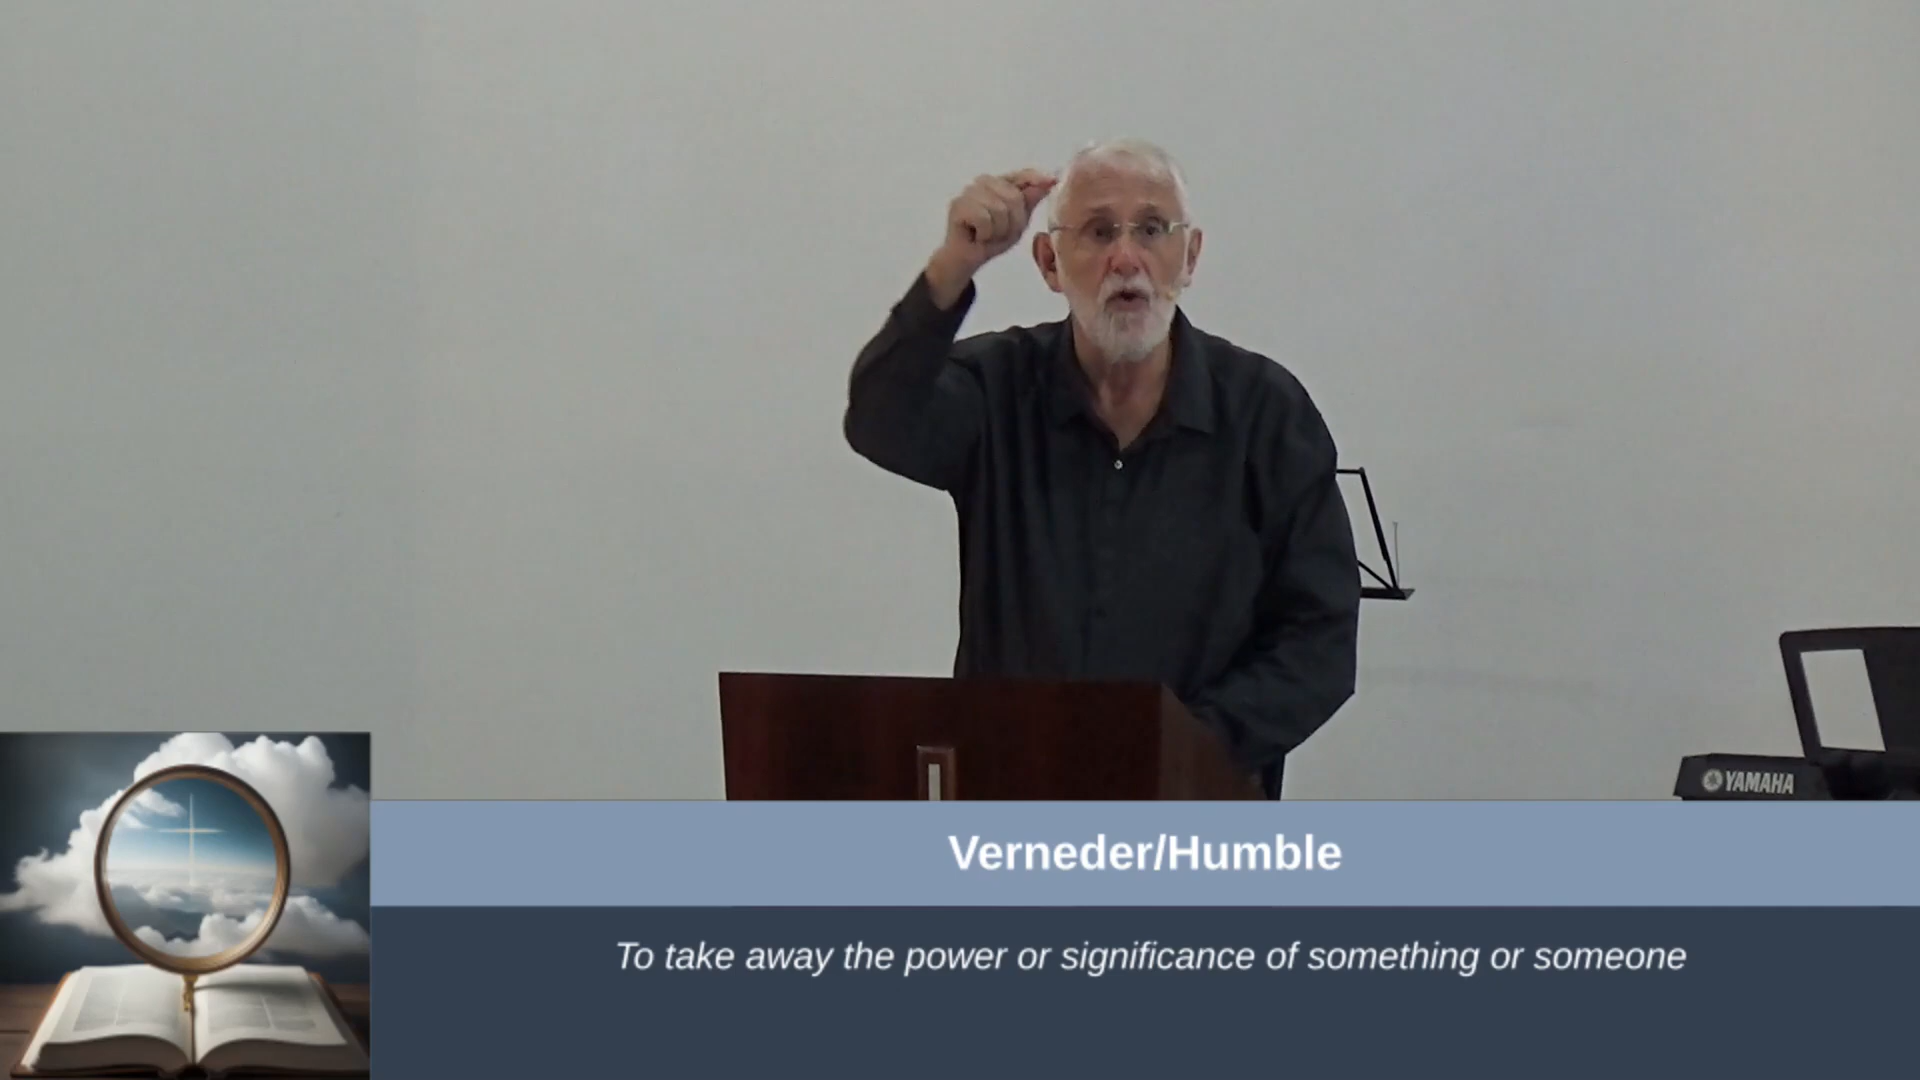 YAMAHA
Verneder/Humble
To take away the power or significance of something or someone